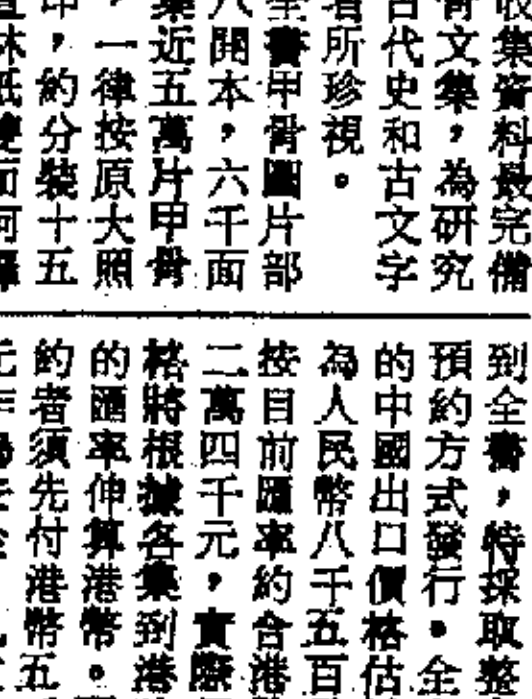 收集資料最完備
骨文集，為研究
古代史和古文字
者所珍視。
全書甲骨圖片部
八開本，六千面
集近五萬片甲骨
，一律按原大照
印，約分裝十五
到全書，特採取整
預約方式發行。全
的中國出口價格估
為人民幣八千五百
按目前匯率約合港
二萬四千元，實際
格將根據各集到港
的匯率伸算港幣。
約者須先付港幣五